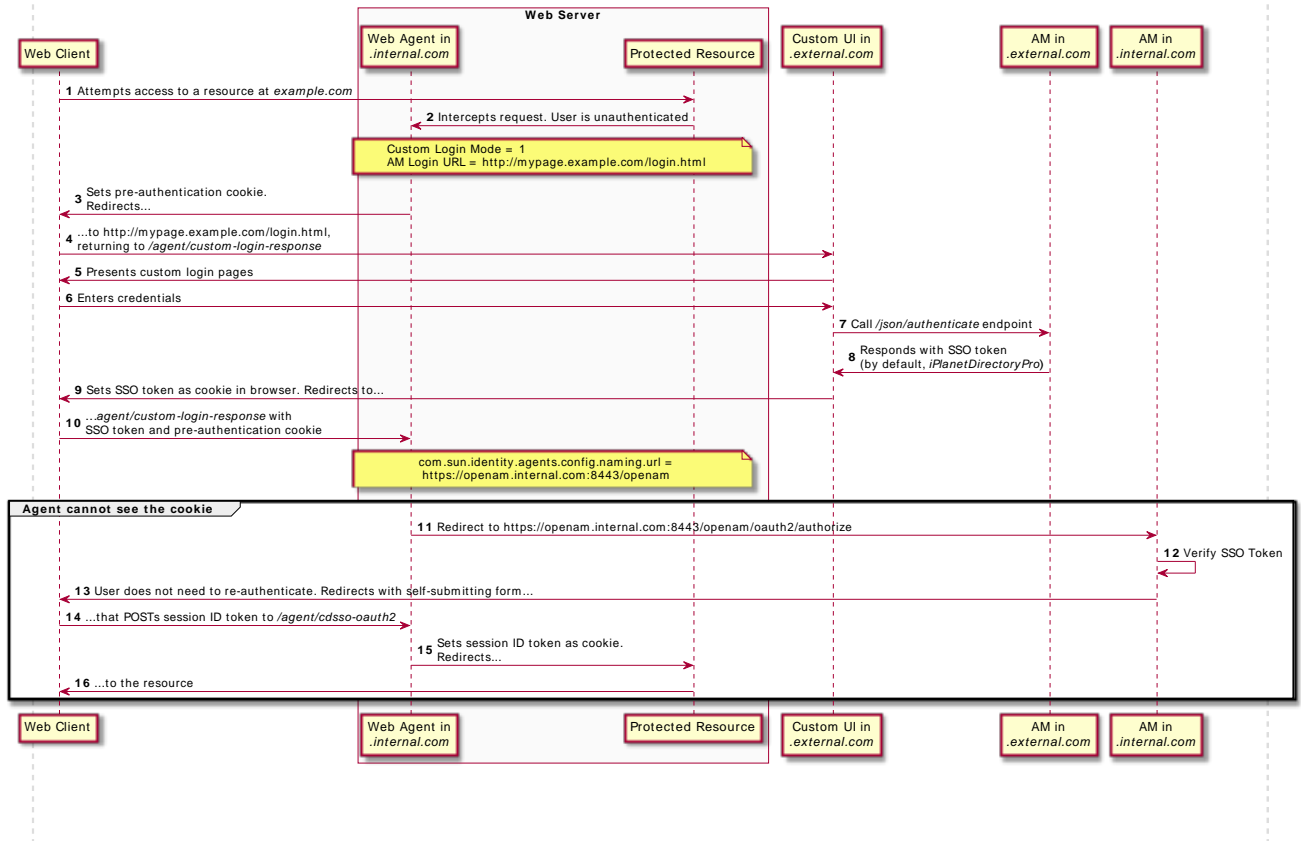 Web Server
Web Client
Web Agent in
.internal.com
Protected Resource
Custom UI in
.external.com
AM in
.external.com
AM in
.internal.com
1 Attempts access to a resource at example.com
2 Intercepts request. User is unauthenticated
Custom Login Mode = 1
AM Login URL = http://mypage.example.com/login.html
3 Sets pre-authentication cookie.
Redirects...
4 ...to http://mypage.example.com/login.html,
returning to /agent/custom-login-response
5 Presents custom login pages
6 Enters credentials
7 Call /json/authenticate endpoint
8 Responds with SSO token
(by default, iPlanetDirectoryPro)
9 Sets SSO token as cookie in browser. Redirects to...
10 ...agent/custom-login-response with
SSO token and pre-authentication cookie
com.sun.identity.agents.config.naming.url =
https://openam.internal.com:8443/openam
Agent cannot see the cookie
11 Redirect to https://openam.internal.com:8443/openam/oauth2/authorize
12 Verify SSO Token
13 User does not need to re-authenticate. Redirects with self-submitting form...
14 ...that POSTs session ID token to /agent/cdsso-oauth2
15 Sets session ID token as cookie.
Redirects...
16 ...to the resource
Web Client
Web Agent in
.internal.com
Protected Resource
Custom UI in
.external.com
AM in
.external.com
AM in
.internal.com